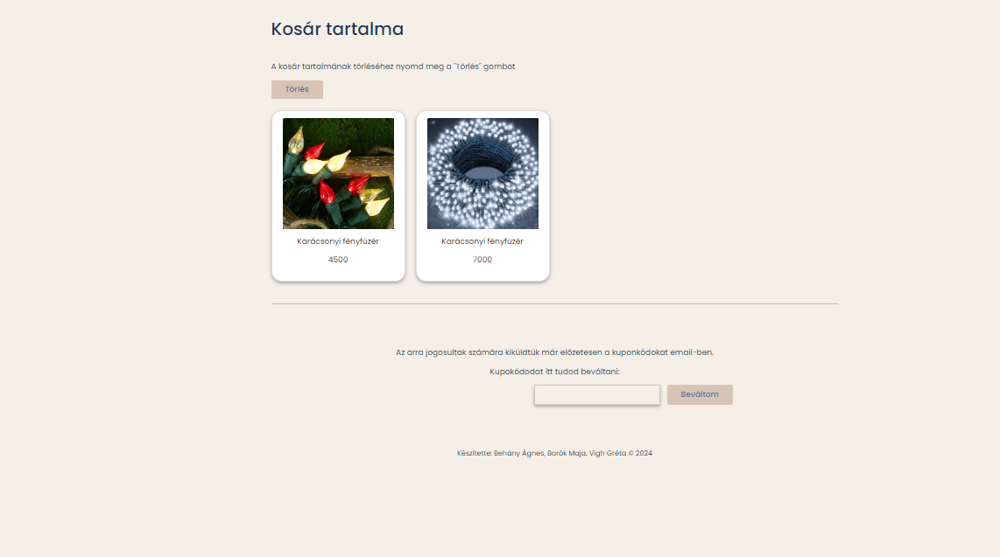 Kosár tartalma
A kosár tartalmának törléséhez nyomd meg a "Törlés" gombot
Törlés
Karácsonyi fényfüzér
4500
Karácsonyi fényfüzér
7000
Az arra jogosultak számára kiküldtük már előzetesen a kuponkódokat email-ben.
Kupokódodat itt tudod beváltani:
Beváltom
Készítette: Behány Ágnes, Borók Maja, Vigh Gréta © 2024